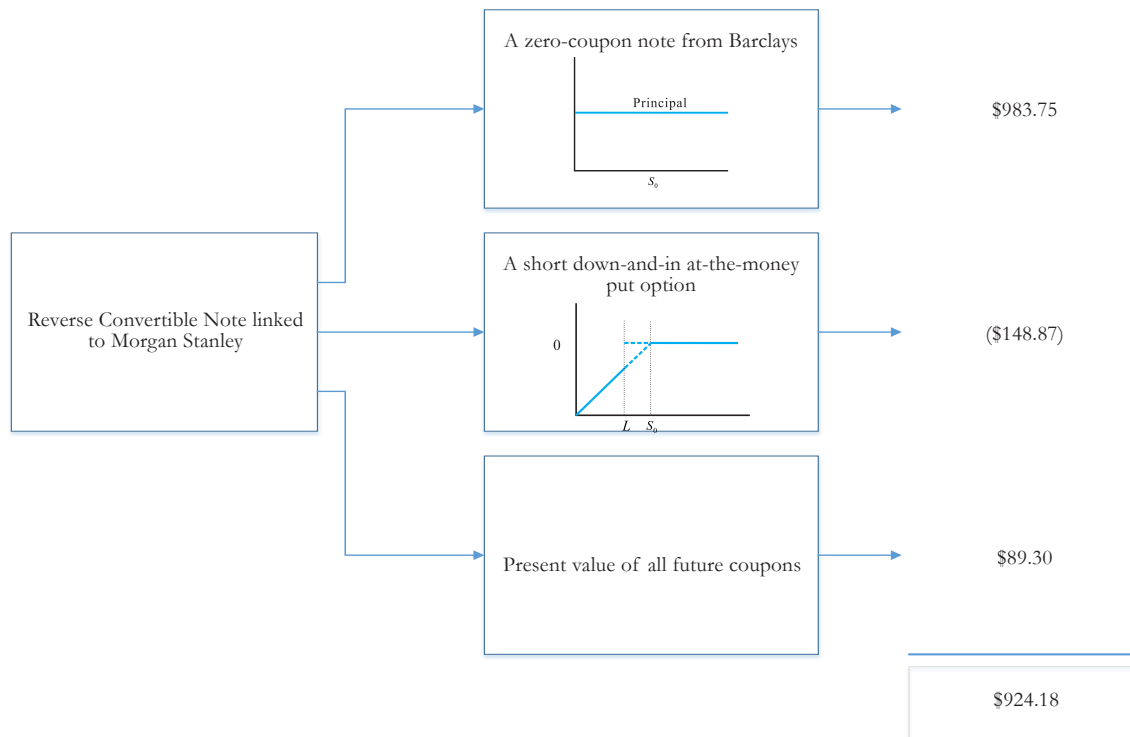 A zero-coupon note from Barclays
Principal
S₀
$983.75
Reverse Convertible Note linked
to Morgan Stanley
A short down-and-in at-the-money
put option
0
L S₀
($148.87)
Present value of all future coupons
$89.30
$924.18